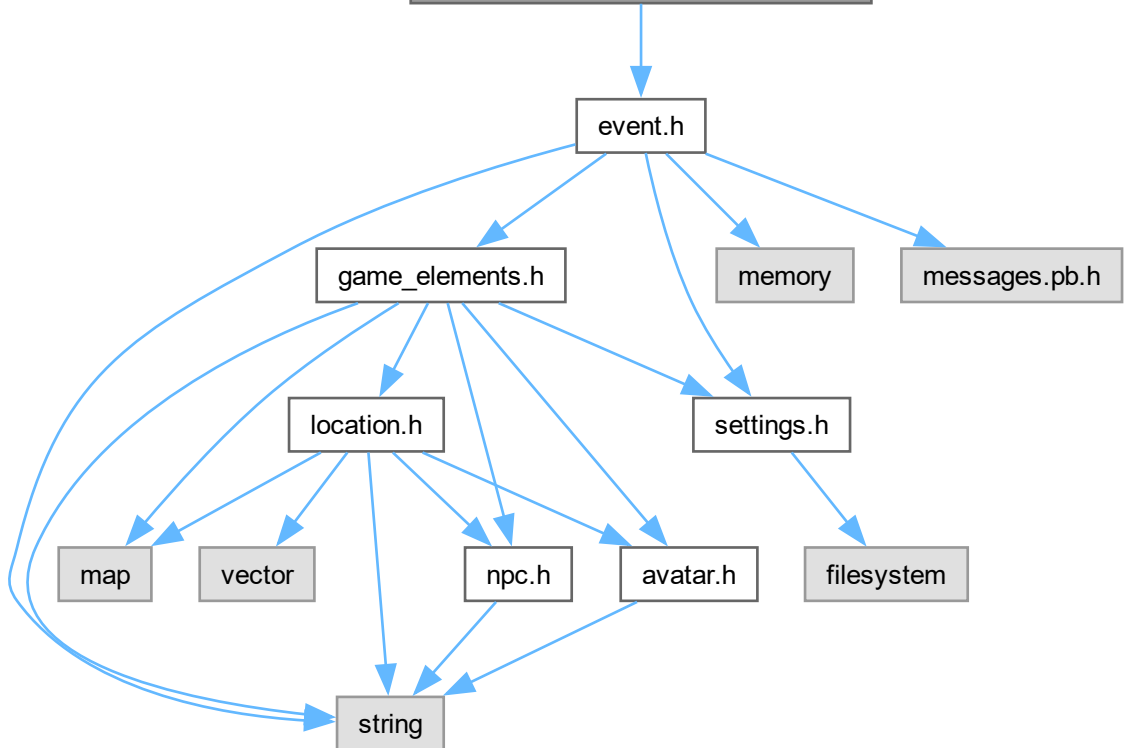 event.h
game_elements.h
memory
messages.pb.h
location.h
settings.h
map
vector
npc.h
avatar.h
filesystem
string